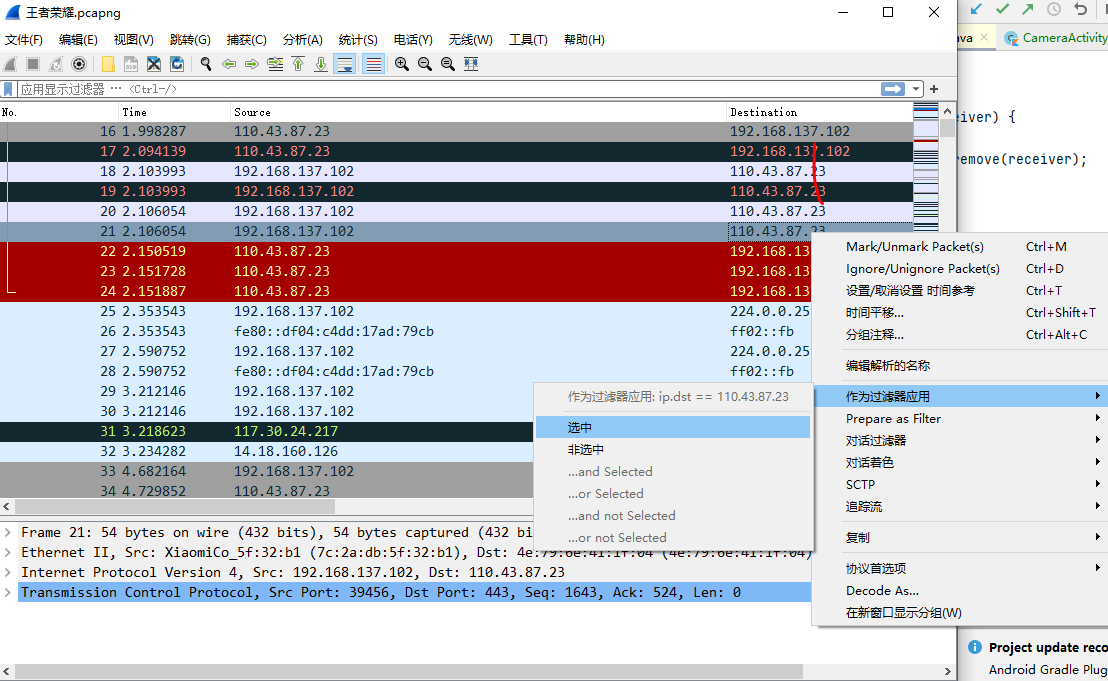 王者荣耀.pcapng
文件(F) 编辑(E) 视图(V) 跳转(G) 捕获(C) 分析(A) 统计(S) 电话(Y) 无线(W) 工具(T) 帮助(H)
ava CameraActivity
应用显示过滤器 … <Ctrl-/>
No. Time Source Destination
16 1.998287 110.43.87.23 192.168.137.102
eiver) {
17 2.094139 110.43.87.23 192.168.137.102
remove(receiver);
18 2.103993 192.168.137.102 110.43.87.23
19 2.103993 192.168.137.102 110.43.87.23
20 2.106054 192.168.137.102 110.43.87.23
21 2.106054 192.168.137.102 110.43.87.23
22 2.150519 110.43.87.23 192.168.13
23 2.151728 110.43.87.23 192.168.13
24 2.151887 110.43.87.23 192.168.13
25 2.353543 192.168.137.102 224.0.0.25
26 2.353543 fe80::df04:c4dd:17ad:79cb ff02::fb
27 2.590752 192.168.137.102 224.0.0.25
28 2.590752 fe80::df04:c4dd:17ad:79cb ff02::fb
29 3.212146 192.168.137.102
30 3.212146 192.168.137.102
31 3.218623 117.30.24.217
32 3.234282 14.18.160.126
33 4.682164 192.168.137.102
34 4.729852 110.43.87.23
Mark/Unmark Packet(s) Ctrl+M
Ignore/Unignore Packet(s) Ctrl+D
设置/取消设置 时间参考 Ctrl+T
时间平移... Ctrl+Shift+T
分组注释... Ctrl+Alt+C
编辑解析的名称
作为过滤器应用
Prepare as Filter
对话过滤器
对话着色
SCTP
追踪流
复制
协议首选项
Decode As...
在新窗口显示分组(W)
作为过滤器应用: ip.dst == 110.43.87.23
选中
非选中
...and Selected
...or Selected
...and not Selected
...or not Selected
Frame 21: 54 bytes on wire (432 bits), 54 bytes captured (432 bi
Ethernet II, Src: XiaomiCo_5f:32:b1 (7c:2a:db:5f:32:b1), Dst: 4e:79:6e:41:1f:04 (4e:79:6e:41:1f:04)
Internet Protocol Version 4, Src: 192.168.137.102, Dst: 110.43.87.23
Transmission Control Protocol, Src Port: 39456, Dst Port: 443, Seq: 1643, Ack: 524, Len: 0
Project update reco
Android Gradle Plug